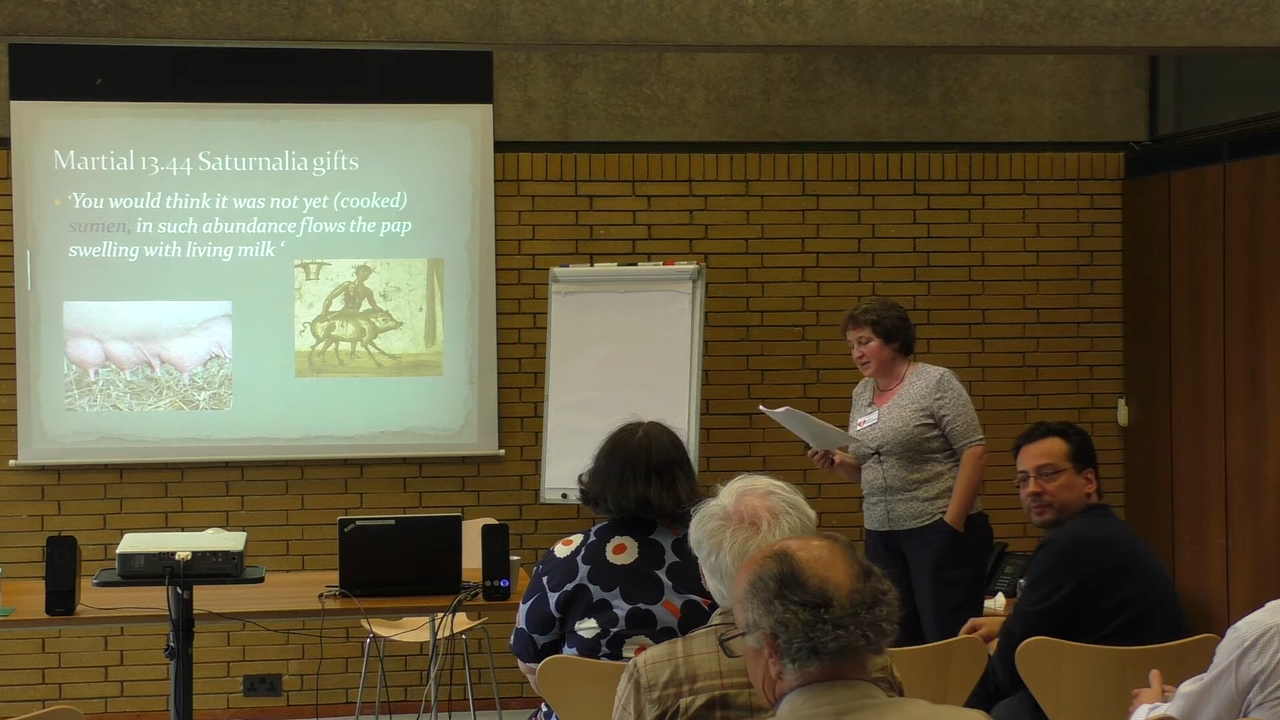 Martial 13.44 Saturnalia gifts
‘You would think it was not yet (cooked)
sumen, in such abundance flows the pap
swelling with living milk ‘